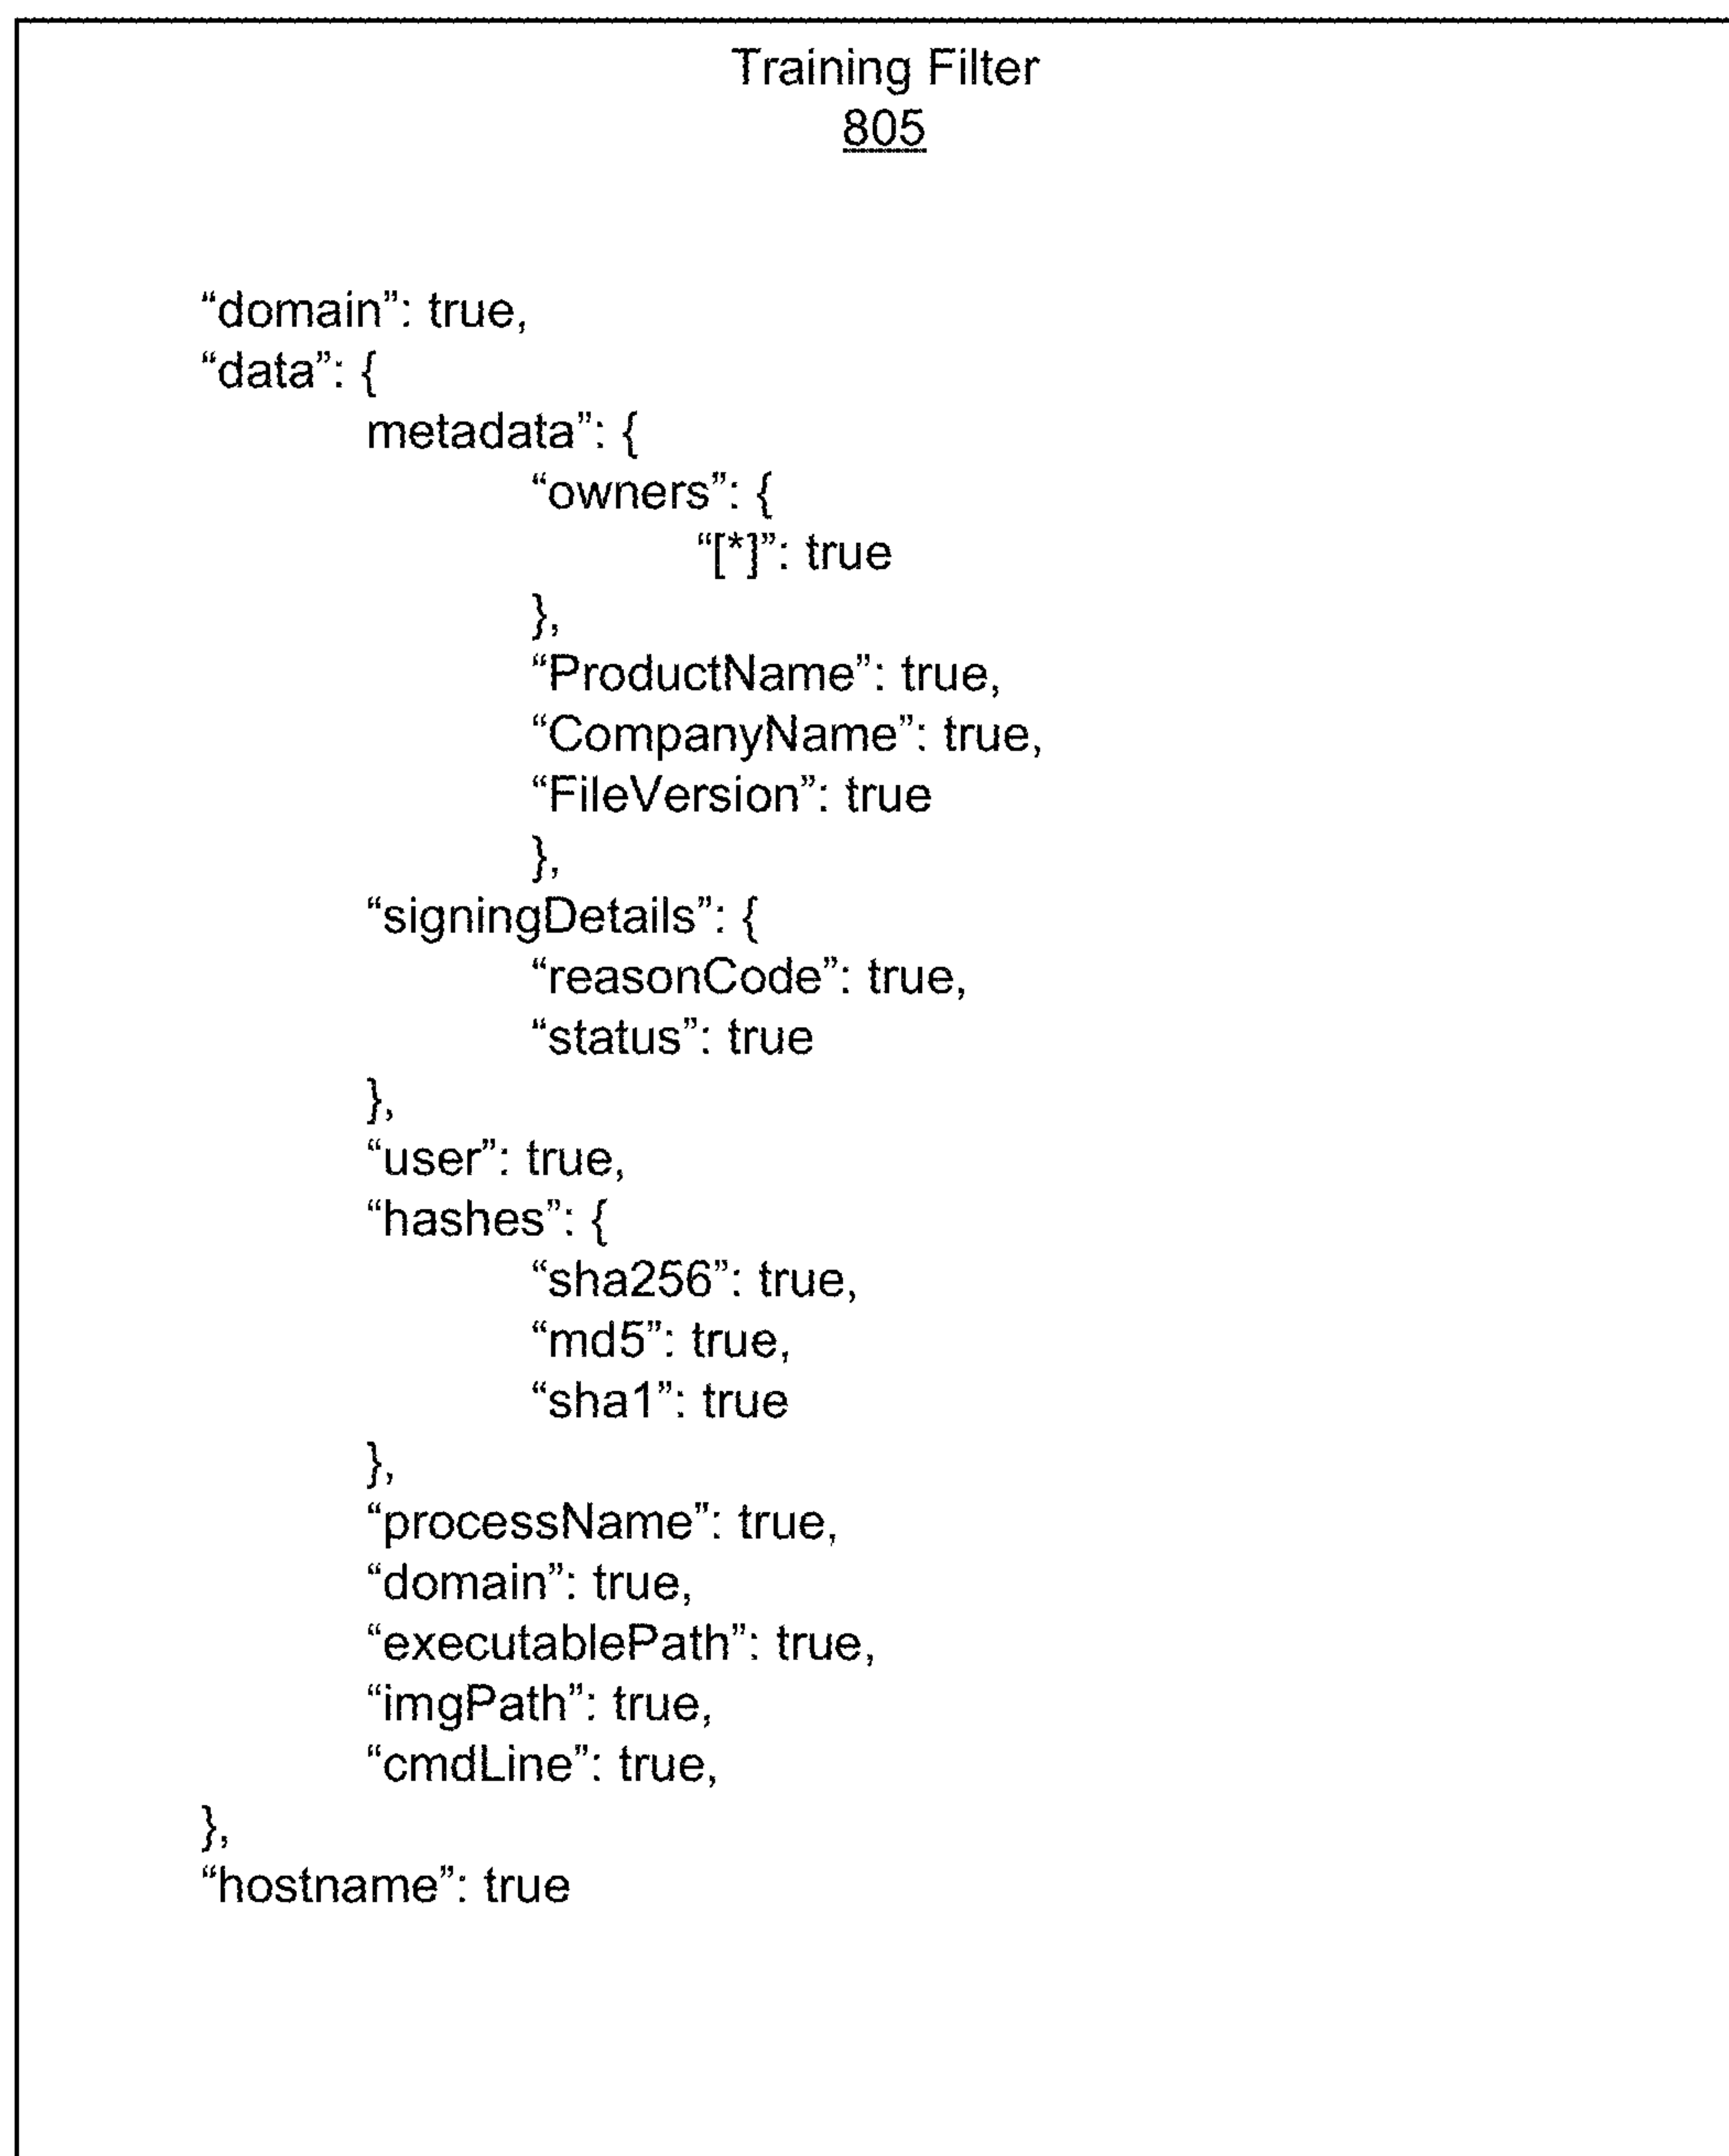 Training Filter
805
“domain”: true,
“data”: {
metadata”: {
“owners”: {
“[*]”: true
},
“ProductName”: true,
“CompanyName”: true,
“FileVersion”: true
},
“signingDetails”: {
“reasonCode”: true,
“status”: true
},
“user”: true,
“hashes”: {
“sha256”: true,
“md5”: true,
“sha1”: true
},
“processName”: true,
“domain”: true,
“executablePath”: true,
“imgPath”: true,
“cmdLine”: true,
},
“hostname”: true